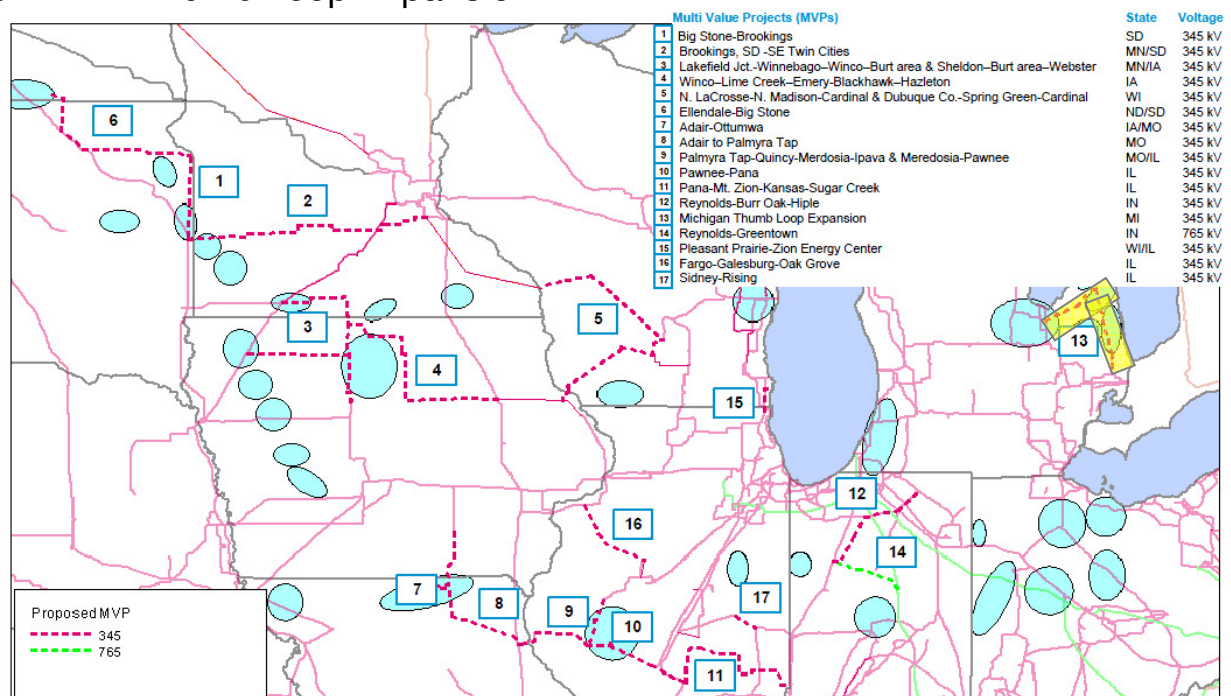 Multi Value Projects (MVPs) State Voltage
1 Big Stone-Brookings SD 345 kV
2 Brookings, SD -SE Twin Cities MN/SD 345 kV
3 Lakefield Jct.-Winnebago–Winco–Burt area & Sheldon–Burt area–Webster MN/IA 345 kV
4 Winco–Lime Creek–Emery-Blackhawk–Hazleton IA 345 kV
5 N. LaCrosse-N. Madison-Cardinal & Dubuque Co.-Spring Green-Cardinal WI 345 kV
6 Ellendale-Big Stone ND/SD 345 kV
7 Adair-Ottumwa IA/MO 345 kV
8 Adair to Palmyra Tap MO 345 kV
9 Palmyra Tap-Quincy-Merdosia-Ipava & Meredosia-Pawnee MO/IL 345 kV
10 Pawnee-Pana IL 345 kV
11 Pana-Mt. Zion-Kansas-Sugar Creek IL 345 kV
12 Reynolds-Burr Oak-Hiple IN 345 kV
13 Michigan Thumb Loop Expansion MI 345 kV
14 Reynolds-Greentown IN 765 kV
15 Pleasant Prairie-Zion Energy Center WI/IL 345 kV
16 Fargo-Galesburg-Oak Grove IL 345 kV
17 Sidney-Rising IL 345 kV
6
1
2
3
4
5
13
15
12
16
14
7
8
9
10
17
11
Proposed MVP
345
765